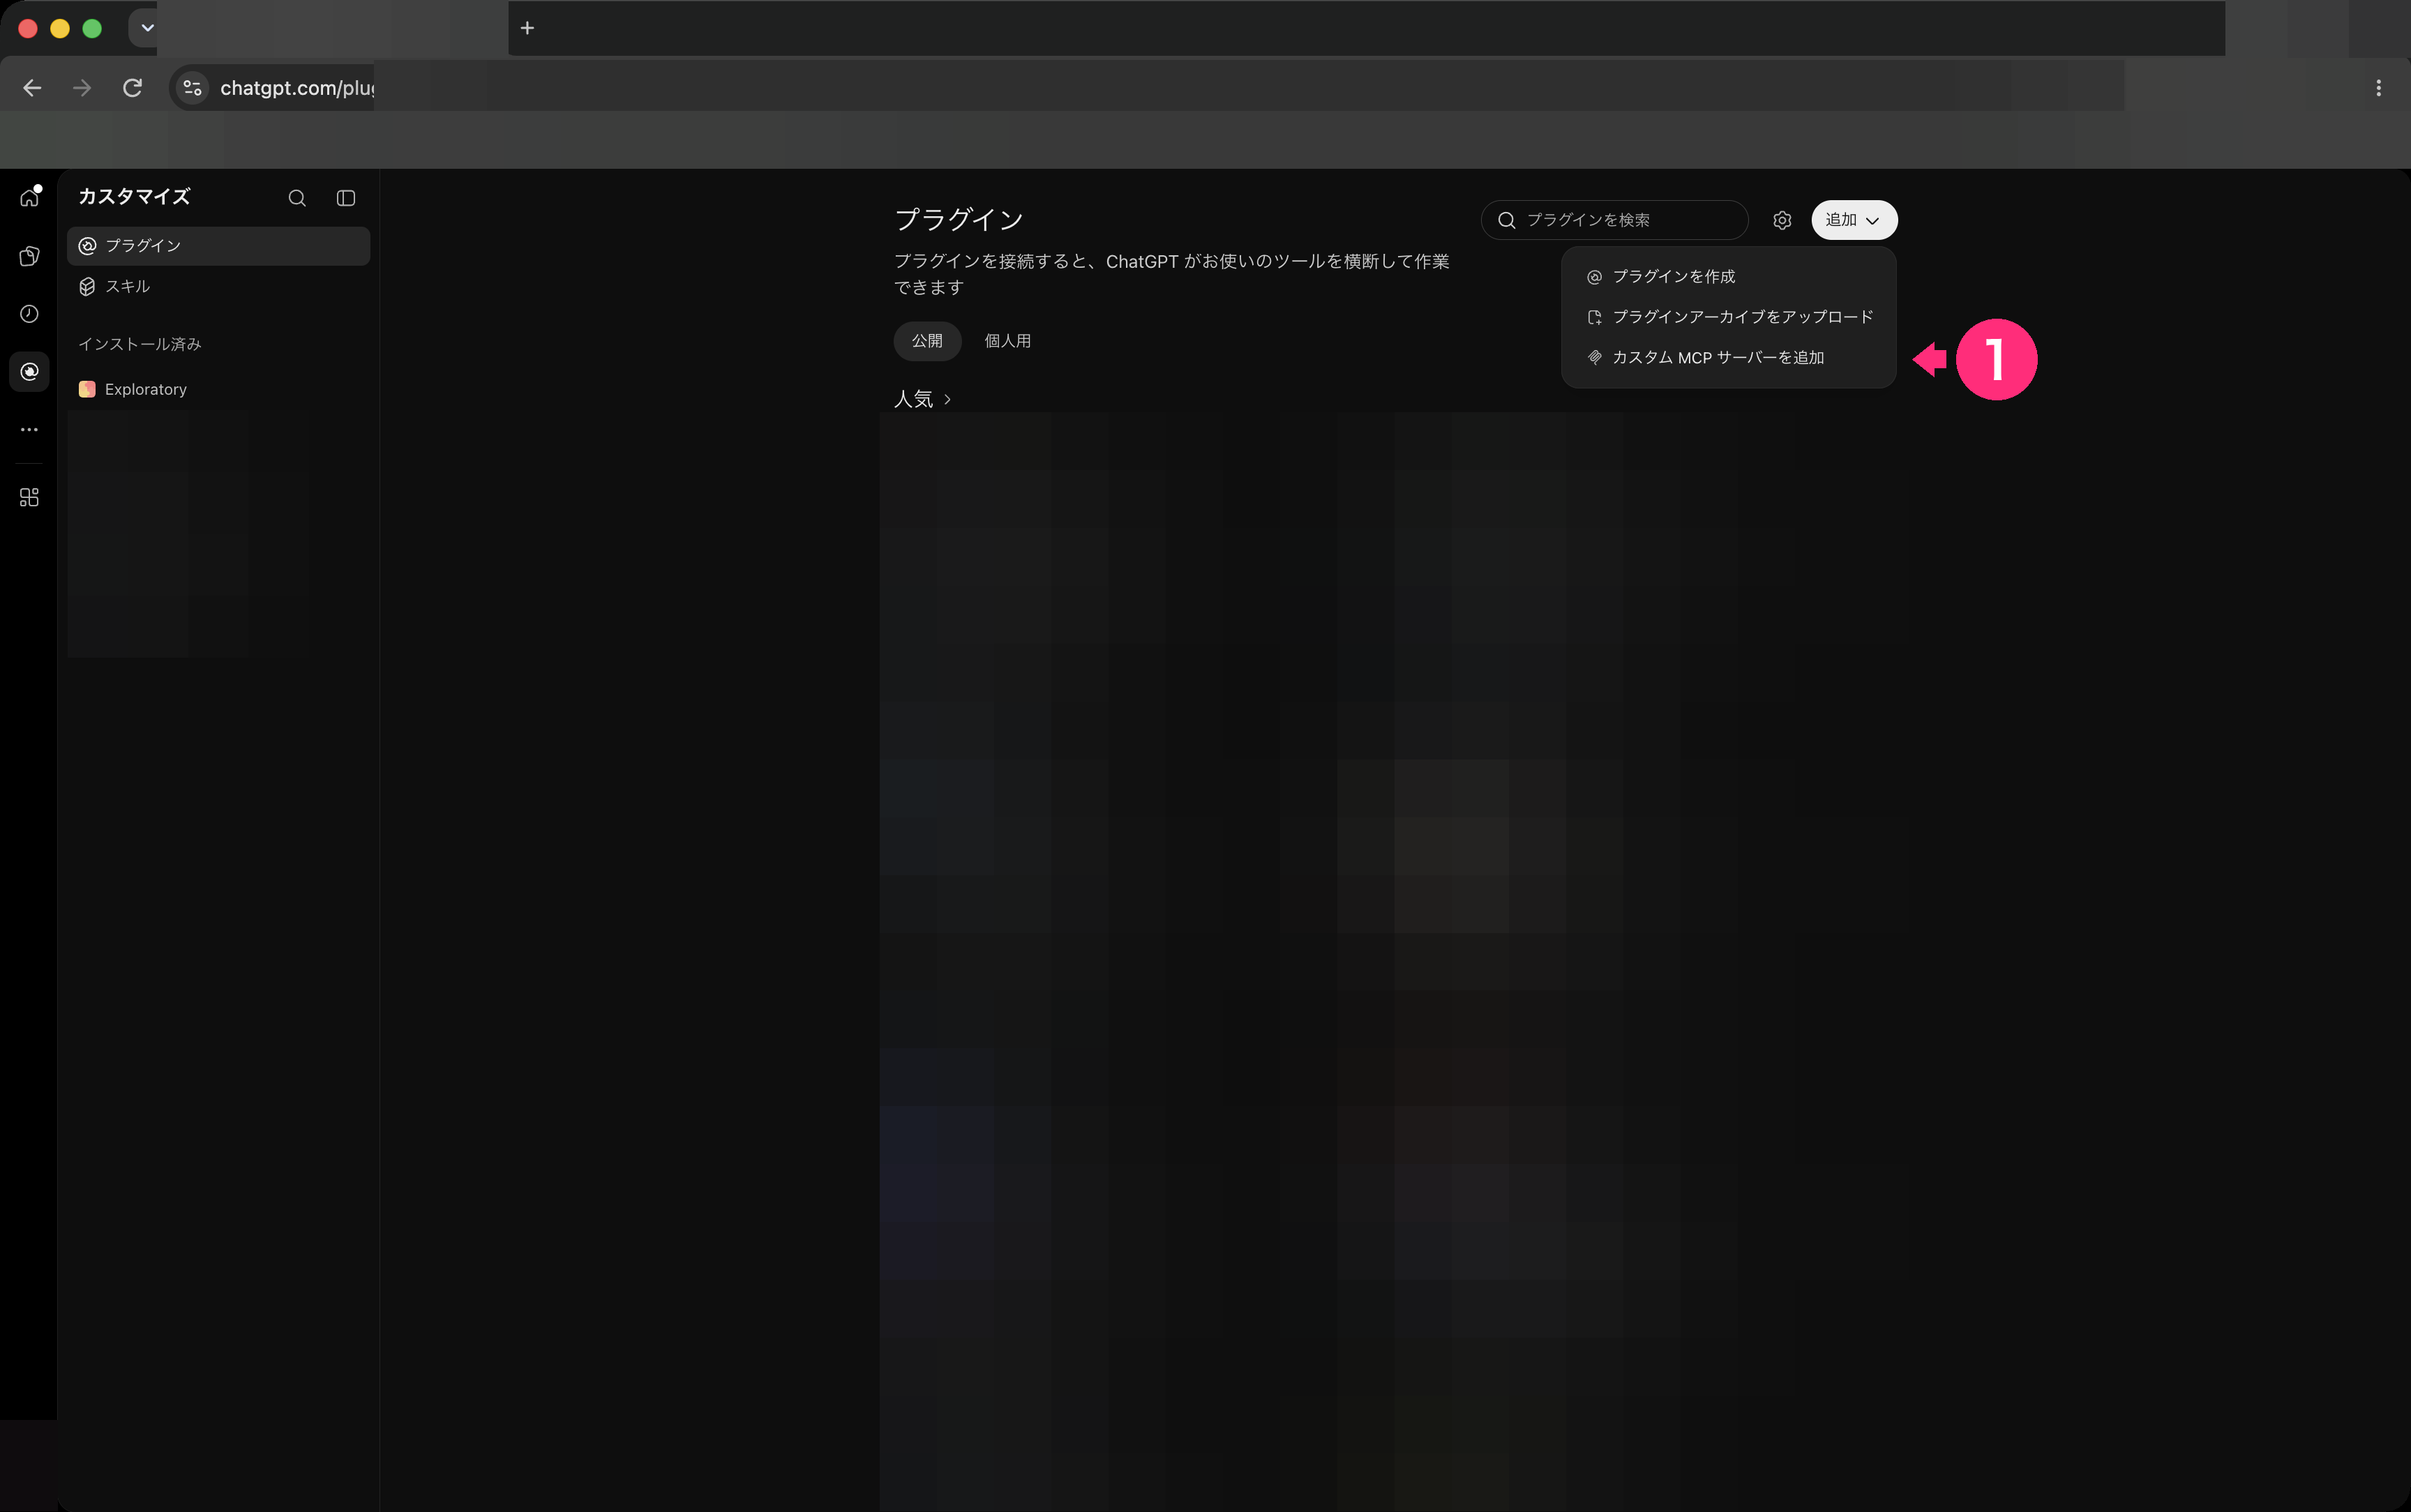 chatgpt.com/plug
カスタマイズ
プラグイン
スキル
インストール済み
Exploratory
プラグイン
プラグインを検索
追加
プラグインを接続すると、ChatGPT がお使いのツールを横断して作業
できます
公開
個人用
人気
プラグインを作成
プラグインアーカイブをアップロード
カスタム MCP サーバーを追加
1